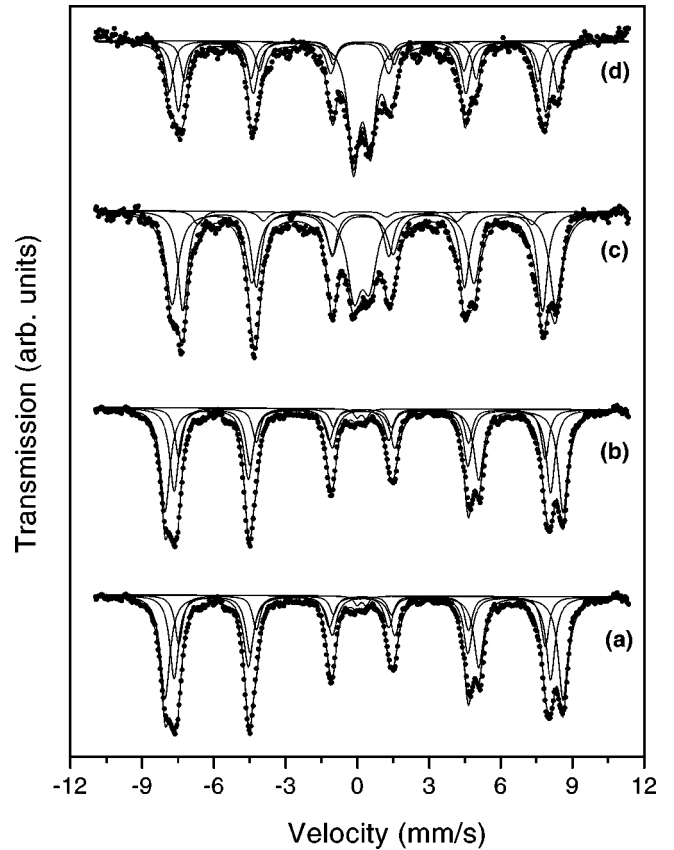 (d)
(c)
(b)
(a)
Transmission (arb. units)
-12 -9 -6 -3 0 3 6 9 12
Velocity (mm/s)